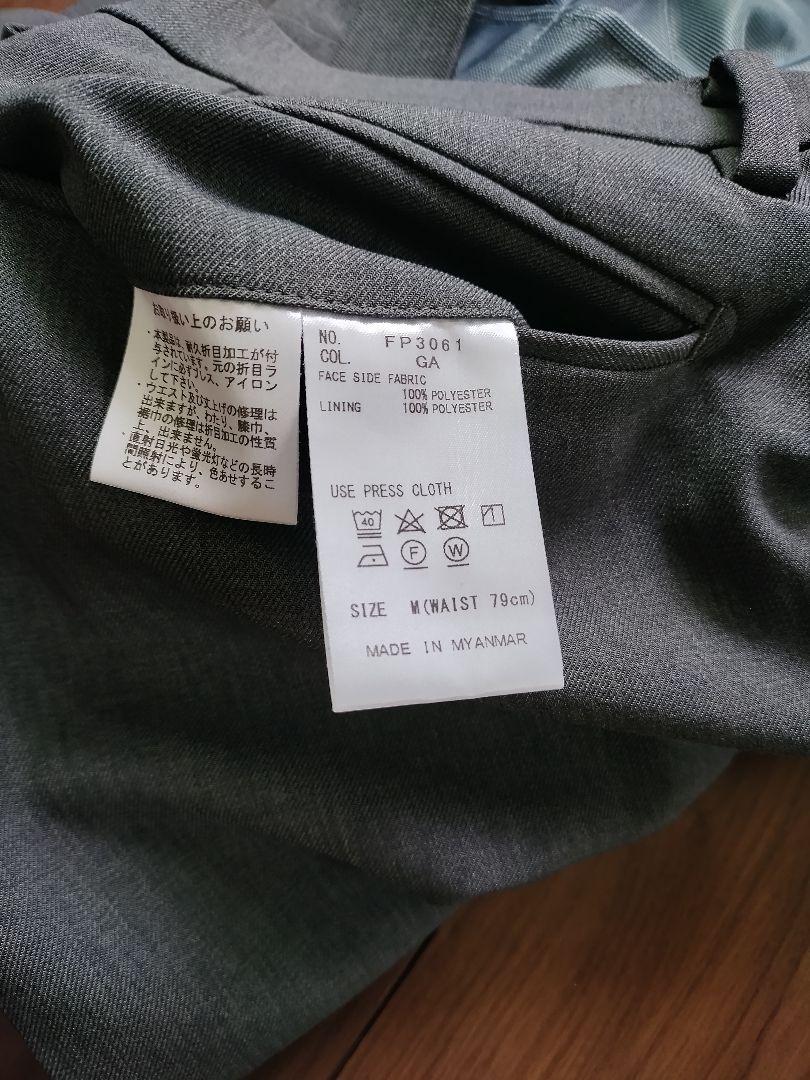 お取り扱い上のお願い
・本製品は、耐久折目加工が付
与されています。元の折目ラ
インに必ずプレス、アイロン
して下さい。
・ウエスト及び丈上げの修理は
出来ますが、わたり、膝巾、
裾巾の修理は折目加工の性質
上、出来ません。
・直射日光や蛍光灯などの長時
間照射により、色あせするこ
とがあります。
NO. FP3061
COL. GA
FACE SIDE FABRIC
100% POLYESTER
LINING 100% POLYESTER
USE PRESS CLOTH
40
F W
SIZE M(WAIST 79cm)
MADE IN MYANMAR